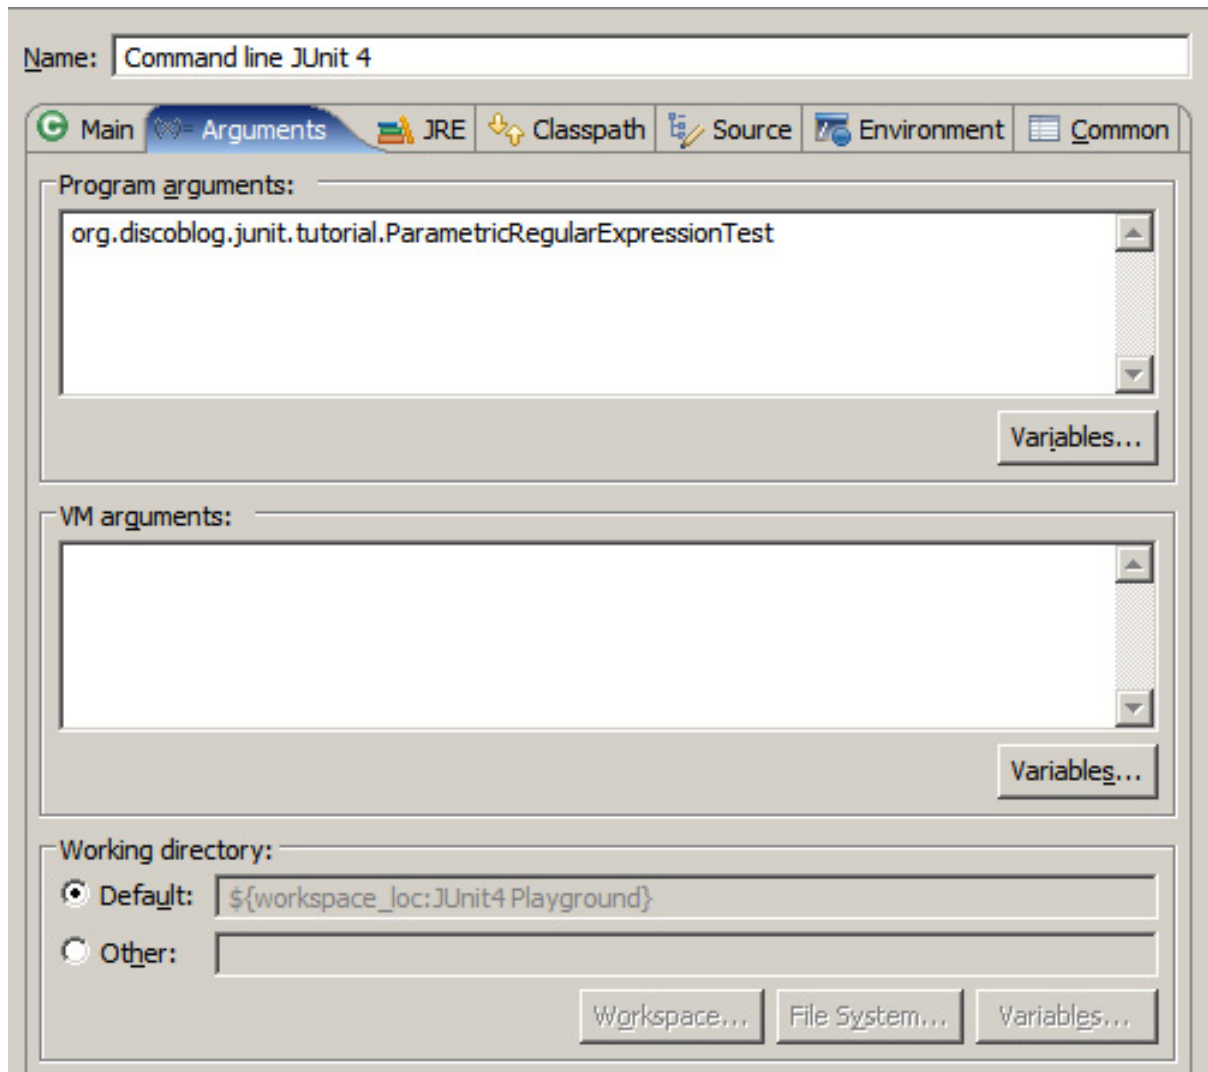 Name: Command line JUnit 4
Main (x)= Arguments JRE Classpath Source Environment Common
Program arguments:
org.discoblog.junit.tutorial.ParametricRegularExpressionTest
Variables...
VM arguments:
Variables...
Working directory:
Default: ${workspace_loc:JUnit4 Playground}
Other:
Workspace... File System... Variables...